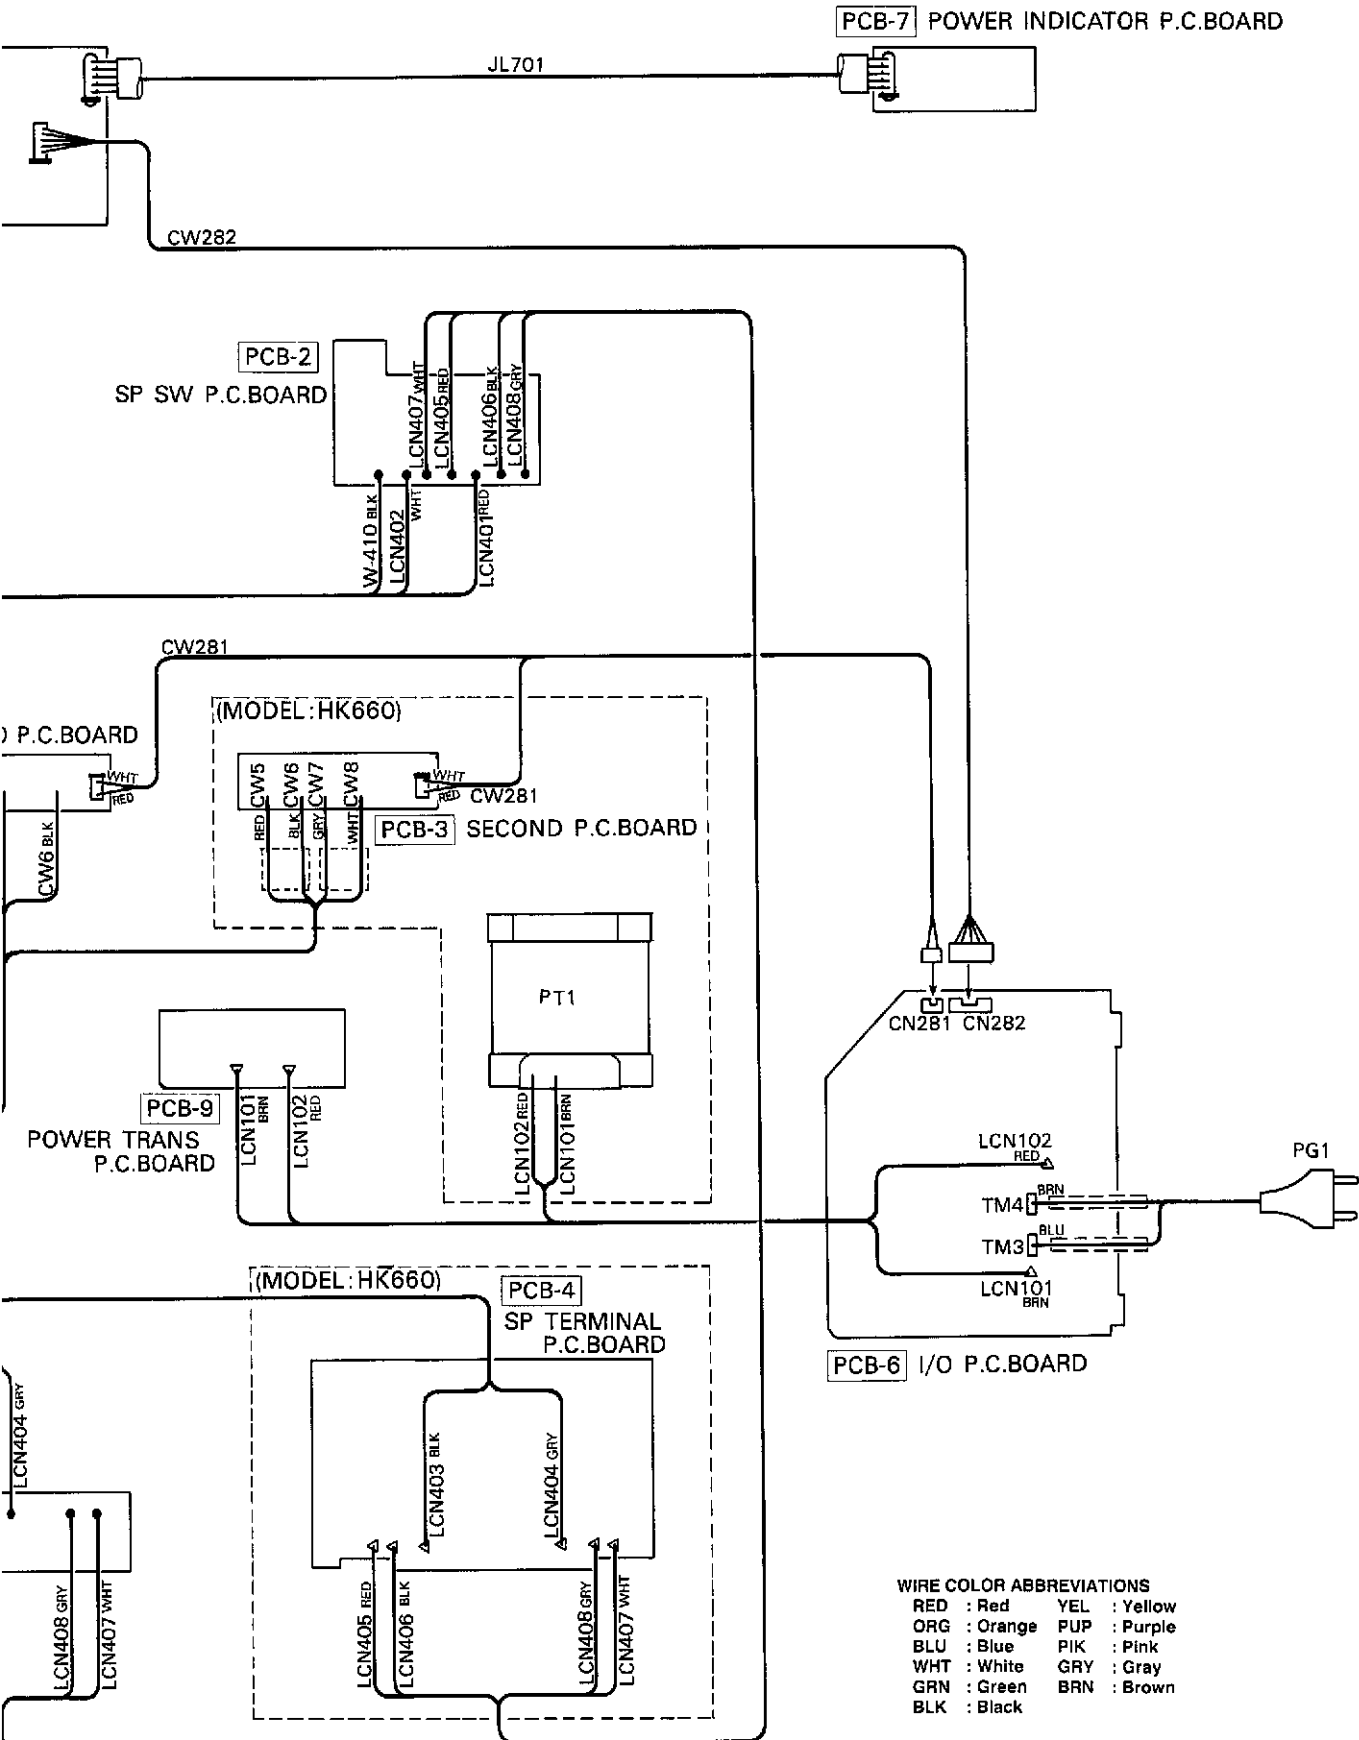 PCB-7 POWER INDICATOR P.C.BOARD
JL701
CW282
PCB-2
SP SW P.C.BOARD
LCN407 WHT
LCN405 RED
LCN406 BLK
LCN408 GRY
W-410 BLK
LCN402 WHT
LCN401 RED
CW281
(MODEL:HK660)
P.C.BOARD
WHT
RED
CW6 BLK
CW5
CW6
CW7
CW8
WHT
RED
CW281
RED
BLK
GRY
WHT
PCB-3 SECOND P.C.BOARD
PT1
CN281 CN282
PCB-9
POWER TRANS
P.C.BOARD
LCN101 BRN
LCN102 RED
LCN102 RED
LCN101 BRN
LCN102
RED
PG1
TM4
BRN
TM3
BLU
LCN101
BRN
PCB-6 I/O P.C.BOARD
(MODEL:HK660)
PCB-4
SP TERMINAL
P.C.BOARD
LCN404 GRY
LCN403 BLK
LCN404 GRY
LCN408 GRY
LCN407 WHT
LCN405 RED
LCN406 BLK
LCN408 GRY
LCN407 WHT
WIRE COLOR ABBREVIATIONS
RED : Red YEL : Yellow
ORG : Orange PUP : Purple
BLU : Blue PIK : Pink
WHT : White GRY : Gray
GRN : Green BRN : Brown
BLK : Black